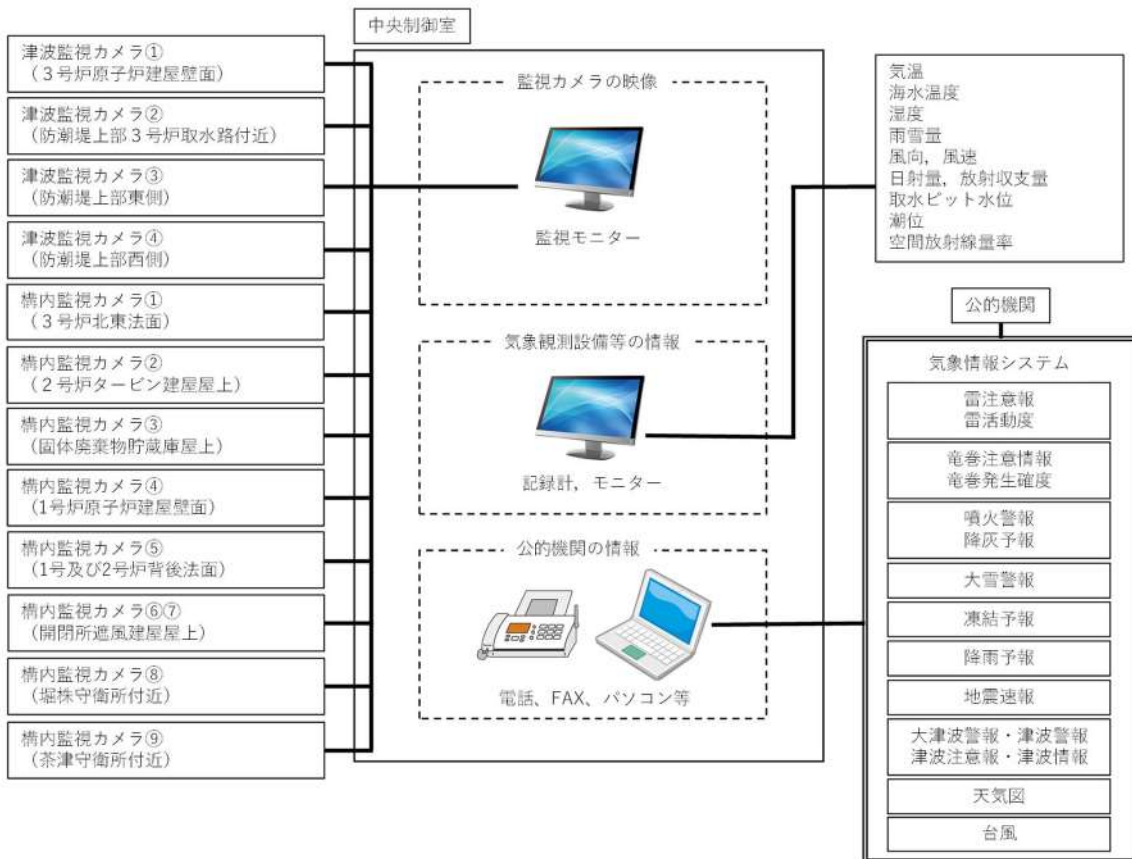 中央制御室
津波監視カメラ①
（３号炉原子炉建屋壁面）
津波監視カメラ②
（防潮堤上部３号炉取水路付近）
津波監視カメラ③
（防潮堤上部東側）
津波監視カメラ④
（防潮堤上部西側）
構内監視カメラ①
（３号炉北東法面）
構内監視カメラ②
（２号炉タービン建屋屋上）
構内監視カメラ③
（固体廃棄物貯蔵庫屋上）
構内監視カメラ④
（1号炉原子炉建屋壁面）
構内監視カメラ⑤
（1号及び2号炉背後法面）
構内監視カメラ⑥⑦
（開閉所遮風建屋屋上）
構内監視カメラ⑧
（堀株守衛所付近）
構内監視カメラ⑨
（茶津守衛所付近）
監視カメラの映像
監視モニター
気象観測設備等の情報
記録計，モニター
公的機関の情報
電話、FAX、パソコン等
気温
海水温度
湿度
雨雪量
風向，風速
日射量，放射収支量
取水ピット水位
潮位
空間放射線量率
公的機関
気象情報システム
雷注意報
雷活動度
竜巻注意情報
竜巻発生確度
噴火警報
降灰予報
大雪警報
凍結予報
降雨予報
地震速報
大津波警報・津波警報
津波注意報・津波情報
天気図
台風